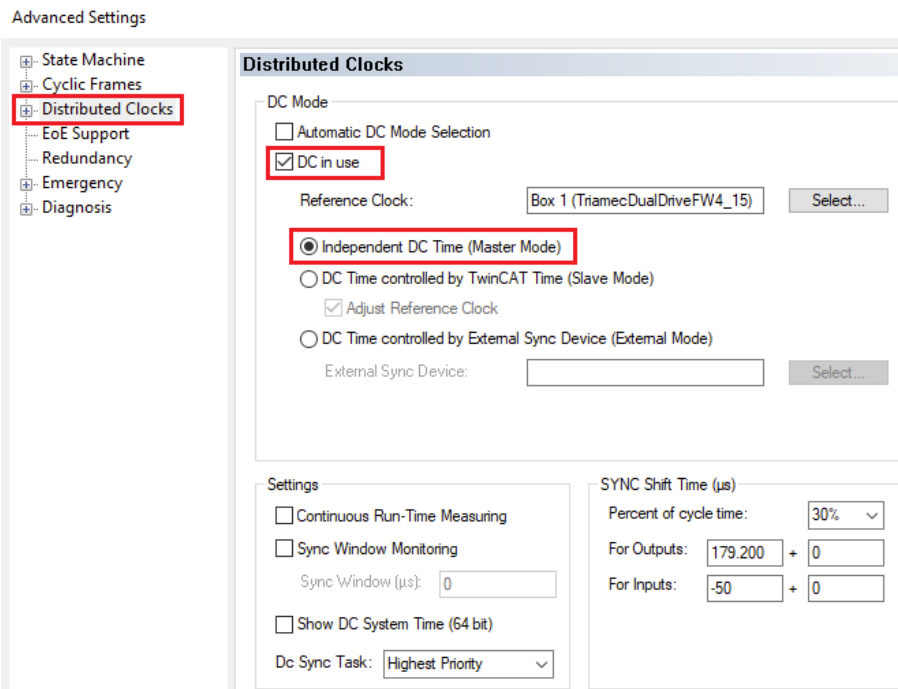 Advanced Settings
State Machine
Cyclic Frames
Distributed Clocks
EoE Support
Redundancy
Emergency
Diagnosis
Distributed Clocks
DC Mode
Automatic DC Mode Selection
DC in use
Reference Clock: Box 1 (TriamecDualDriveFW4_15) Select...
Independent DC Time (Master Mode)
DC Time controlled by TwinCAT Time (Slave Mode)
Adjust Reference Clock
DC Time controlled by External Sync Device (External Mode)
External Sync Device: Select...
Settings
Continuous Run-Time Measuring
Sync Window Monitoring
Sync Window (µs): 0
Show DC System Time (64 bit)
Dc Sync Task: Highest Priority
SYNC Shift Time (µs)
Percent of cycle time: 30%
For Outputs: 179.200 + 0
For Inputs: -50 + 0